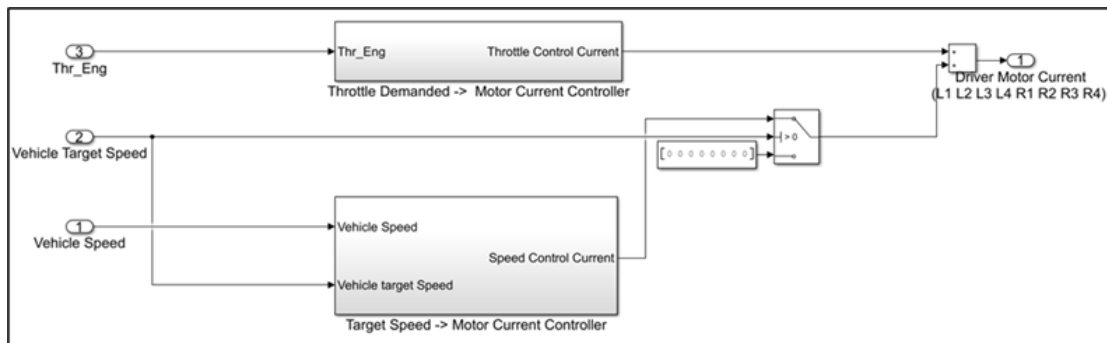 3
Thr_Eng
Thr_Eng
Throttle Control Current
Throttle Demanded -> Motor Current Controller
+
+
1
Driver Motor Current
(L1 L2 L3 L4 R1 R2 R3 R4)
2
Vehicle Target Speed
> 0
[0 0 0 0 0 0 0 0]
1
Vehicle Speed
Vehicle Speed
Speed Control Current
Vehicle target Speed
Target Speed -> Motor Current Controller